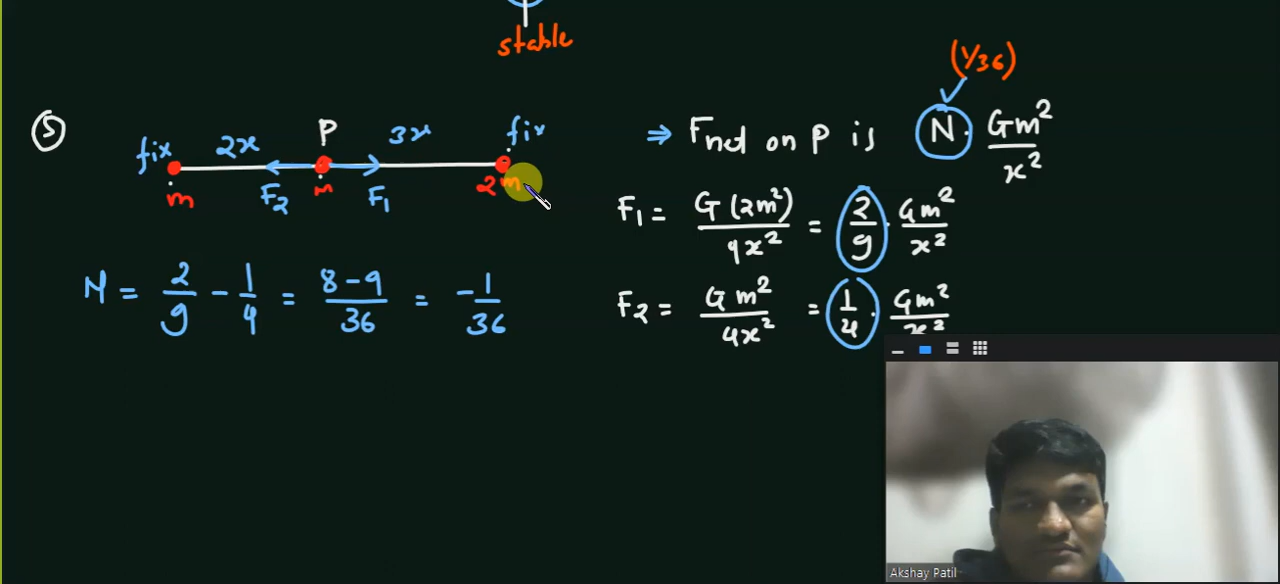 stable
(1/36)
⑤
fix 2x P 3x fix
m F₂ m F₁ 2m
⇒ Fnet on P is N · Gm²/x²
F₁ = G(2m²)/9x² = 2/9 · Gm²/x²
N = 2/9 - 1/4 = 8-9/36 = -1/36
F₂ = Gm²/4x² = 1/4 · Gm²/x²
Akshay Patil